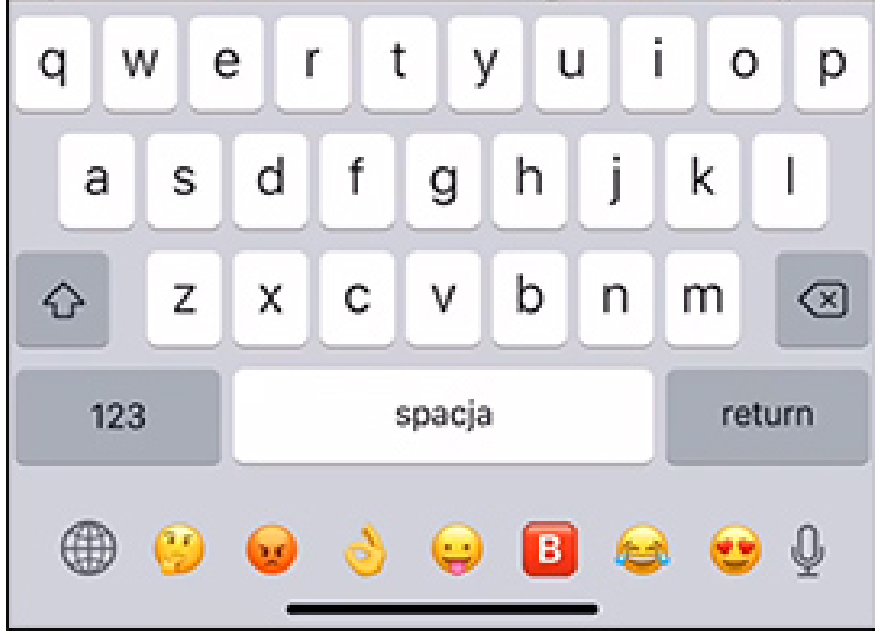 q w e r t y u i o p
a s d f g h j k l
z x c v b n m
123 spacja return
B